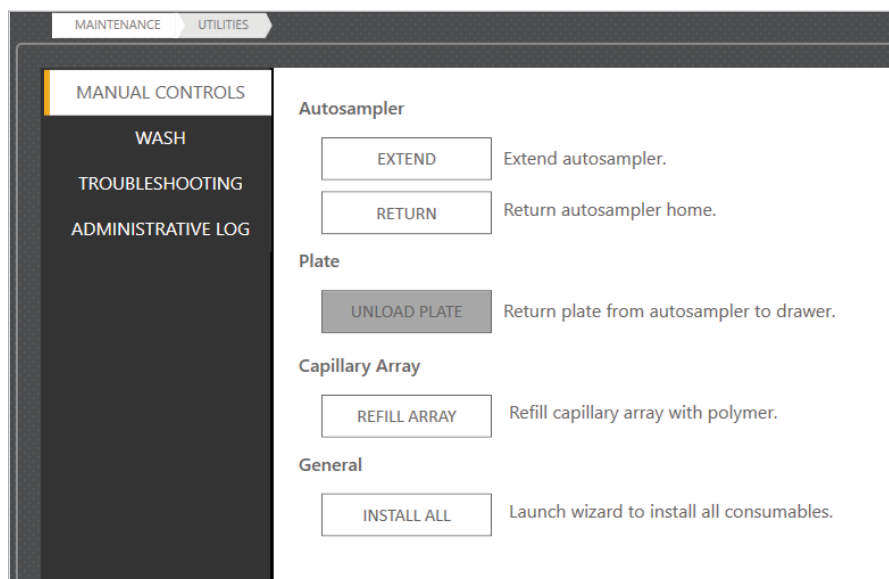 MAINTENANCE UTILITIES
MANUAL CONTROLS
WASH
TROUBLESHOOTING
ADMINISTRATIVE LOG
Autosampler
EXTEND Extend autosampler.
RETURN Return autosampler home.
Plate
UNLOAD PLATE Return plate from autosampler to drawer.
Capillary Array
REFILL ARRAY Refill capillary array with polymer.
General
INSTALL ALL Launch wizard to install all consumables.